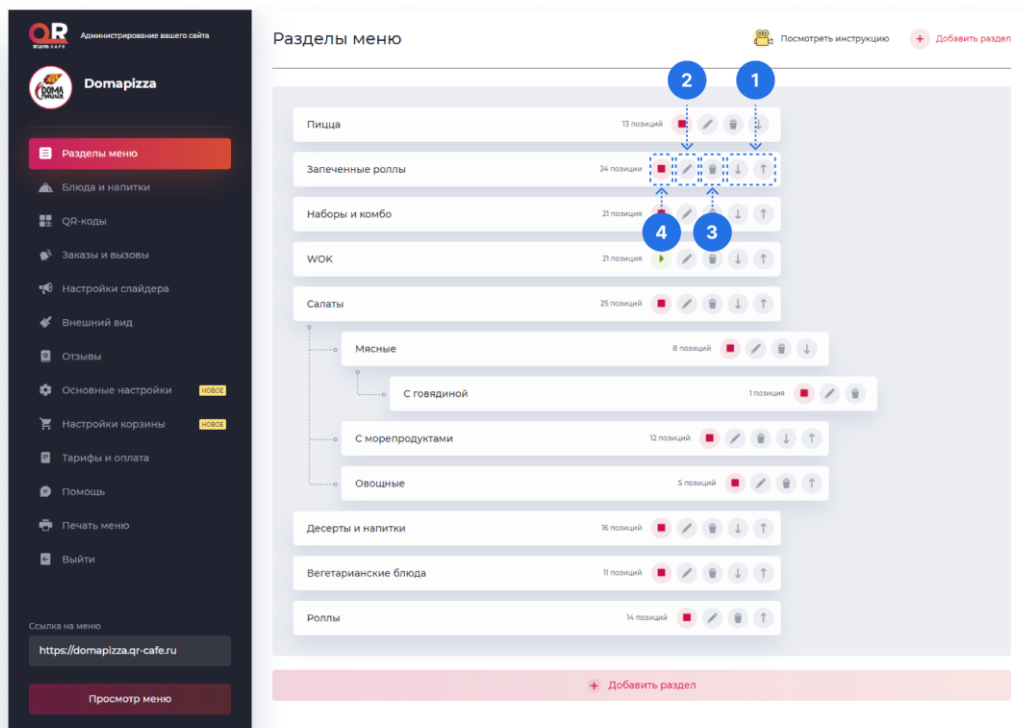 QR
ВЕШЕР CAFE
Администрирование вашего сайта
DOMA
ПИЦЦА
Domapizza
Разделы меню
Блюда и напитки
QR-коды
Заказы и вызовы
Настройки слайдера
Внешний вид
Отзывы
Основные настройки НОВОЕ
Настройки корзины НОВОЕ
Тарифы и оплата
Помощь
Печать меню
Выйти
Ссылка на меню
https://domapizza.qr-cafe.ru
Просмотр меню
Разделы меню
Посмотреть инструкцию
+ Добавить раздел
2 1
Пицца 13 позиций
Запеченные роллы 24 позиции
Наборы и комбо 21 позиция
4 3
WOK 21 позиция
Салаты 25 позиций
Мясные 8 позиций
С говядиной 1 позиция
С морепродуктами 12 позиций
Овощные 5 позиций
Десерты и напитки 16 позиций
Вегетарианские блюда 11 позиций
Роллы 14 позиций
+ Добавить раздел